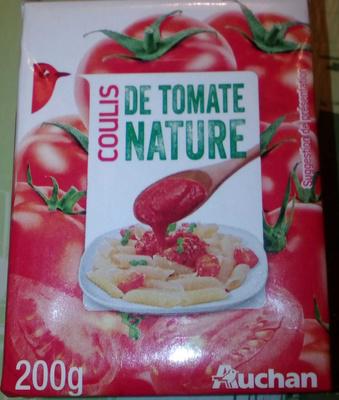 COULIS
DE TOMATE
NATURE
Suggestion de présentation
200g
Auchan